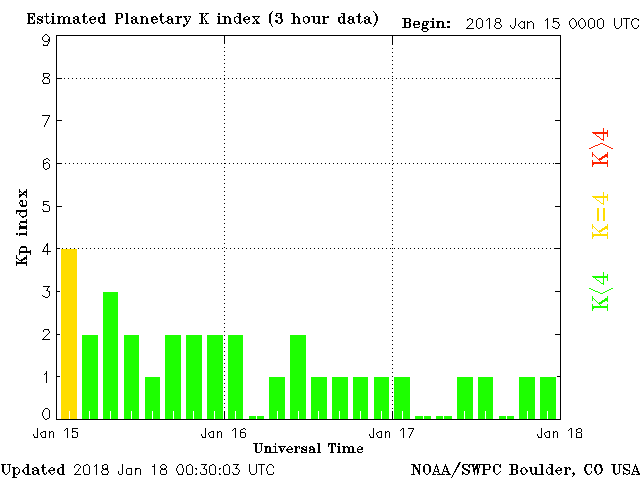 Estimated Planetary K index (3 hour data) Begin: 2018 Jan 15 0000 UTC
9
8
7
6
5
4
3
2
1
0
Kp index
K>4
K=4
K<4
Jan 15 Jan 16 Jan 17 Jan 18
Universal Time
Updated 2018 Jan 18 00:30:03 UTC NOAA/SWPC Boulder, CO USA